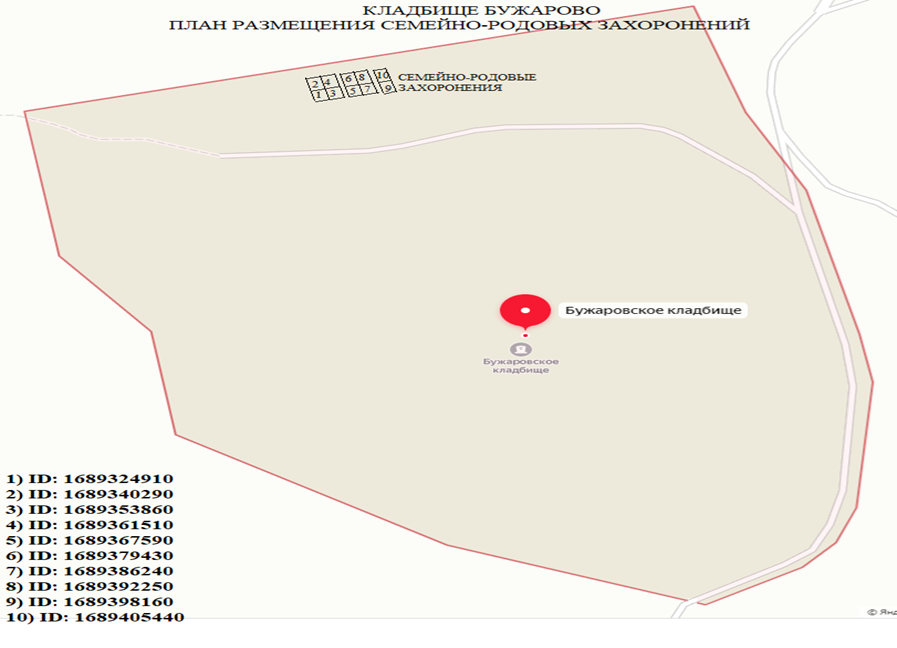 КЛАДБИЩЕ БУЖАРОВО
ПЛАН РАЗМЕЩЕНИЯ СЕМЕЙНО-РОДОВЫХ ЗАХОРОНЕНИЙ
2 4 6 8 10 СЕМЕЙНО-РОДОВЫЕ
1 3 5 7 9 ЗАХОРОНЕНИЯ
Бужаровское кладбище
Бужаровское
кладбище
1) ID: 1689324910
2) ID: 1689340290
3) ID: 1689353860
4) ID: 1689361510
5) ID: 1689367590
6) ID: 1689379430
7) ID: 1689386240
8) ID: 1689392250
9) ID: 1689398160
10) ID: 1689405440
© Янд